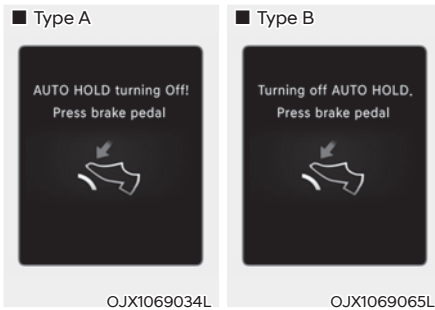 ■ Type A
AUTO HOLD turning Off!
Press brake pedal
OJX1069034L
■ Type B
Turning off AUTO HOLD,
Press brake pedal
OJX1069065L